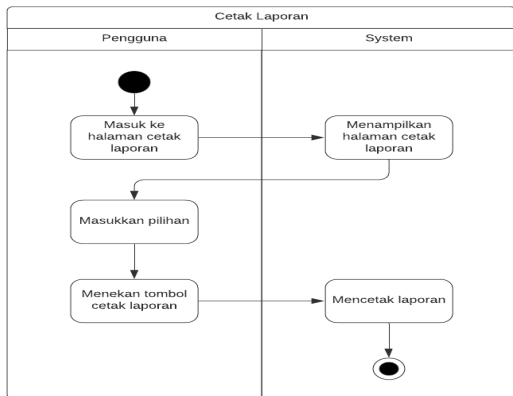 Cetak Laporan
Pengguna
System
Masuk ke
halaman cetak
laporan
Menampilkan
halaman cetak
laporan
Masukkan pilihan
Menekan tombol
cetak laporan
Mencetak laporan